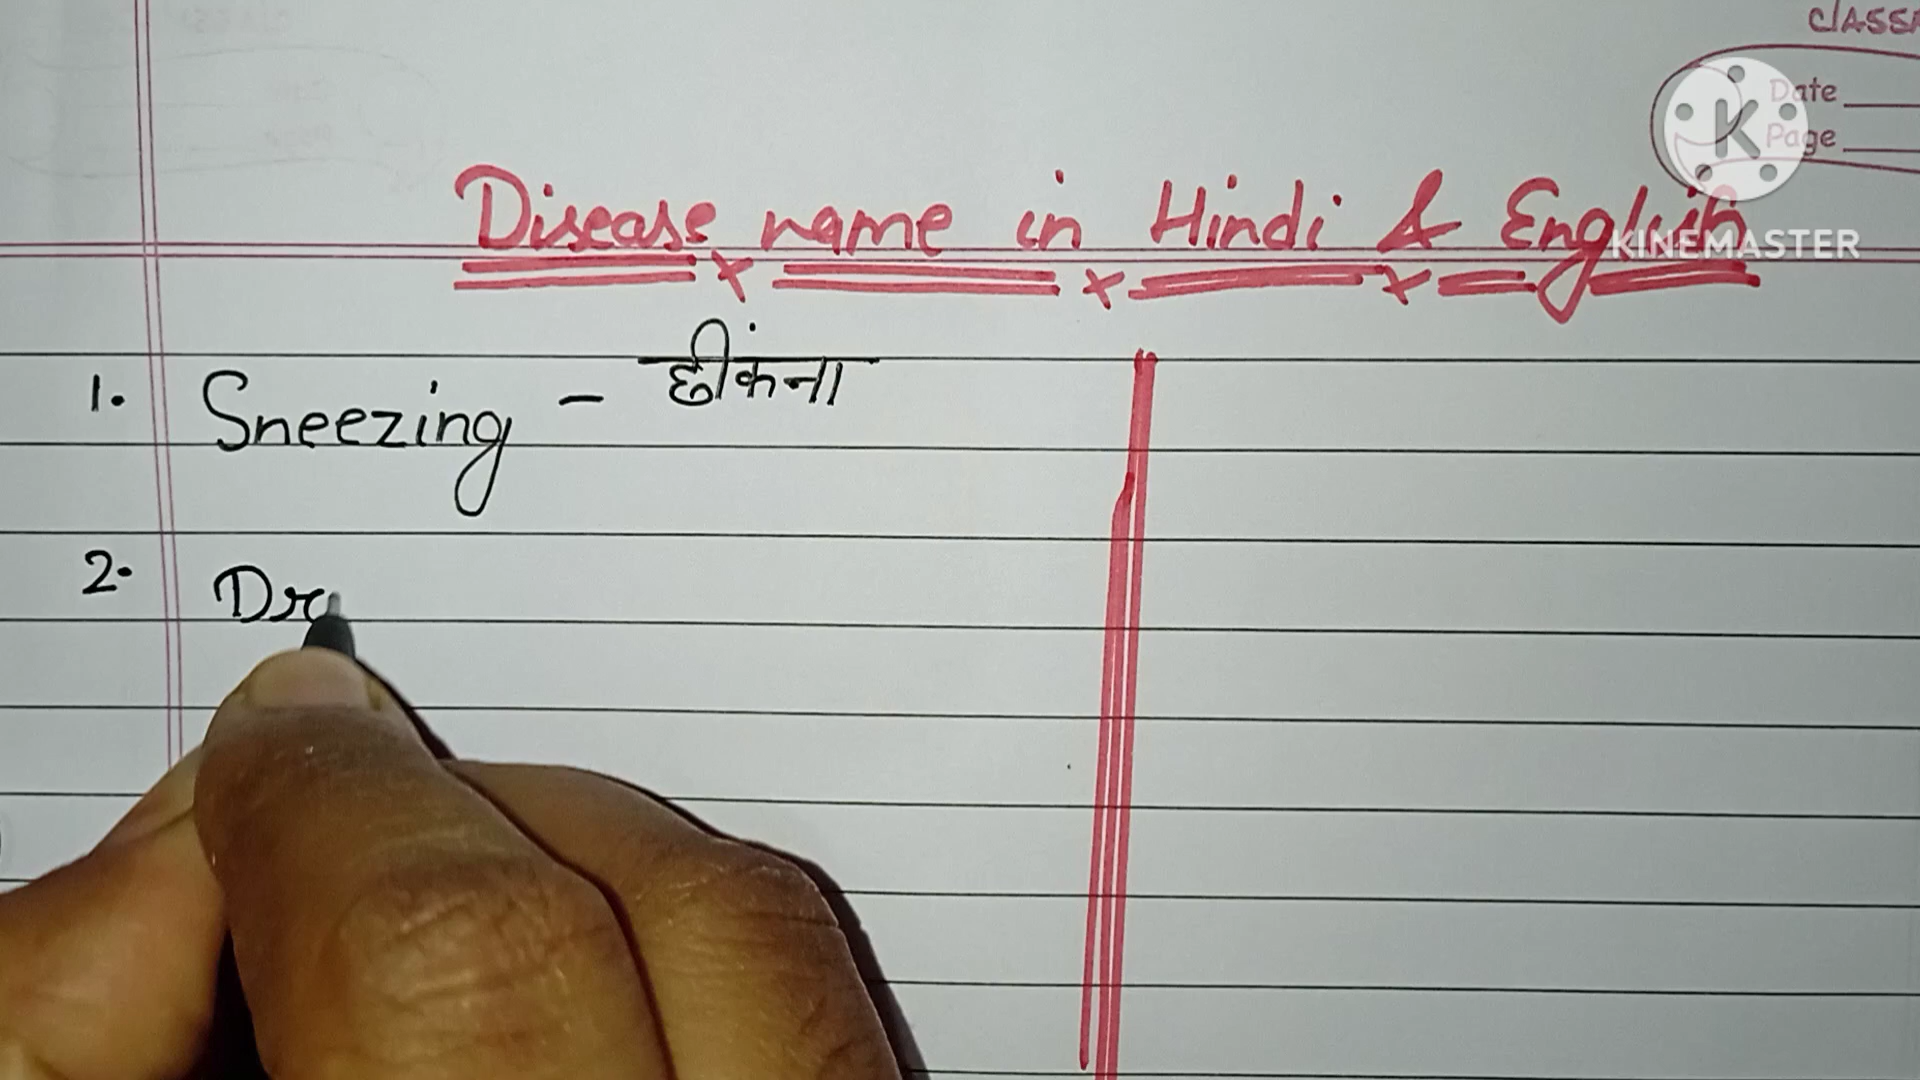 CLASS
Date
Page
K
KINEMASTER
Disease name in Hindi & English
1. Sneezing - छींकना
2. Dr